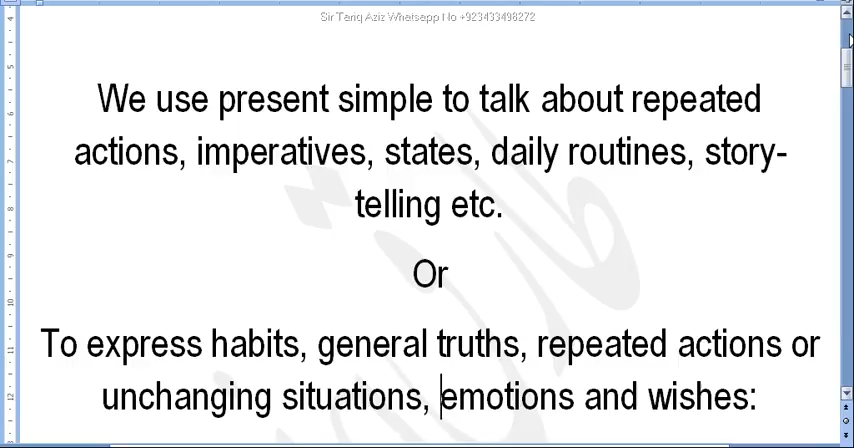 Sir Tariq Aziz Whatsapp No +923433498272
We use present simple to talk about repeated
actions, imperatives, states, daily routines, story-
telling etc.
Or
To express habits, general truths, repeated actions or
unchanging situations, emotions and wishes: